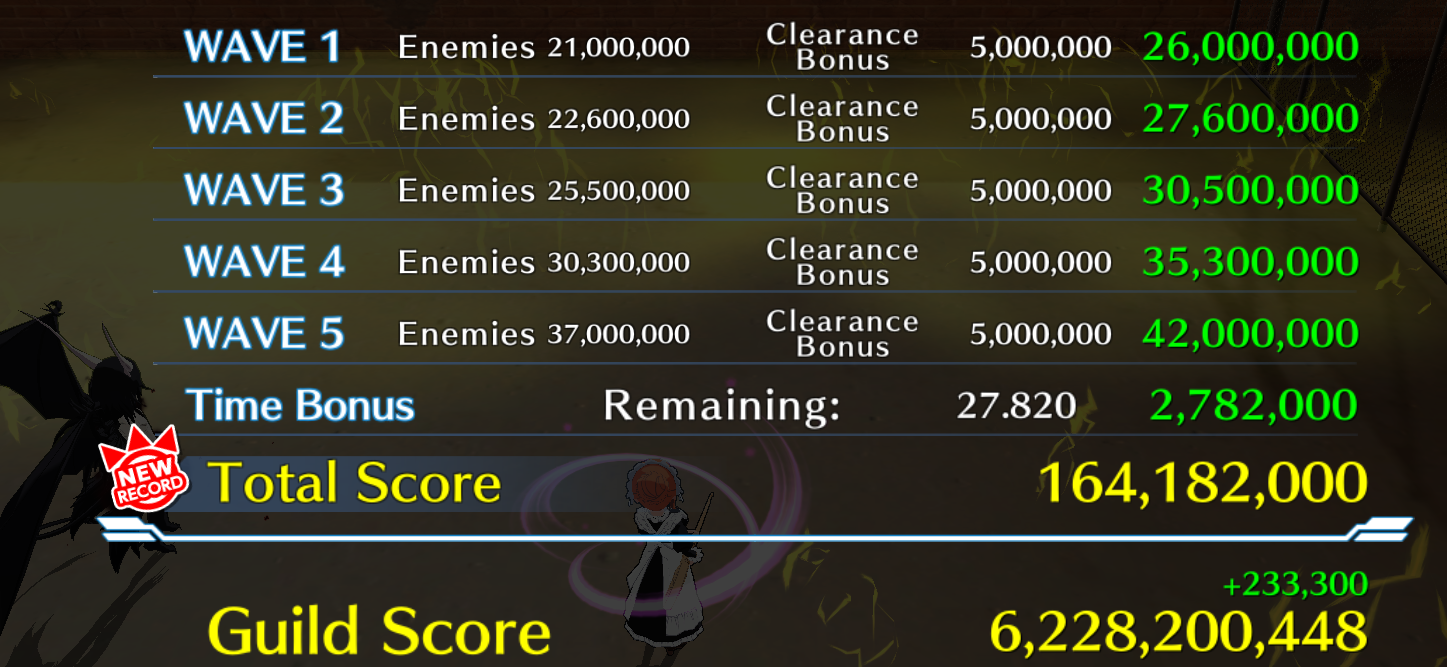 WAVE 1 Enemies 21,000,000 Clearance Bonus 5,000,000 26,000,000
WAVE 2 Enemies 22,600,000 Clearance Bonus 5,000,000 27,600,000
WAVE 3 Enemies 25,500,000 Clearance Bonus 5,000,000 30,500,000
WAVE 4 Enemies 30,300,000 Clearance Bonus 5,000,000 35,300,000
WAVE 5 Enemies 37,000,000 Clearance Bonus 5,000,000 42,000,000
Time Bonus Remaining: 27.820 2,782,000
NEW RECORD
Total Score 164,182,000
+233,300
Guild Score 6,228,200,448